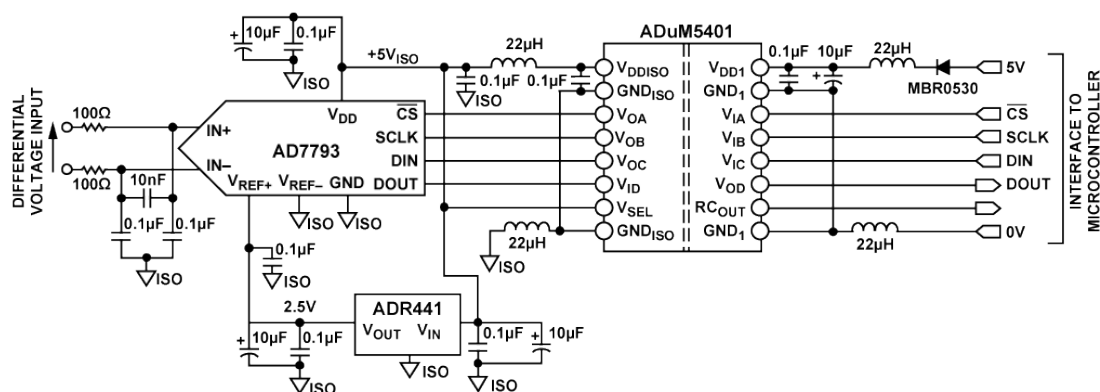 ADuM5401
10µF
0.1µF
ISO
+5VISO
22µH
0.1µF
0.1µF
ISO
VDDISO
GNDISO
VOA
VOB
VOC
VID
VSEL
GNDISO
VDD1
GND1
VIA
VIB
VIC
VOD
RCOUT
GND1
0.1µF
10µF
22µH
MBR0530
5V
CS
SCLK
DIN
DOUT
0V
22µH
INTERFACE TO
MICROCONTROLLER
DIFFERENTIAL
VOLTAGE INPUT
100Ω
100Ω
10nF
0.1µF
0.1µF
ISO
IN+
IN–
VDD
AD7793
CS
SCLK
DIN
DOUT
VREF+
VREF–
GND
ISO
ISO
22µH
ISO
0.1µF
ISO
2.5V
10µF
0.1µF
ISO
ADR441
VOUT
VIN
ISO
0.1µF
10µF
ISO